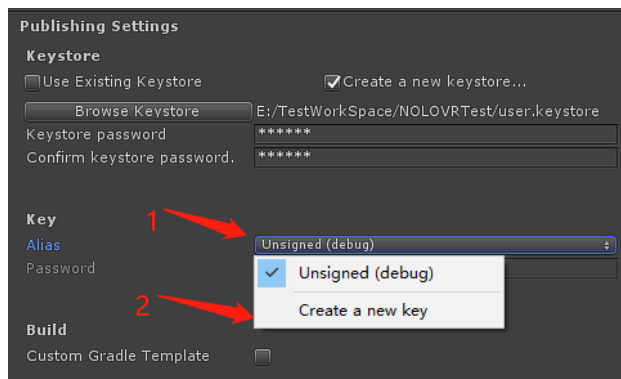 Publishing Settings
Keystore
Use Existing Keystore Create a new keystore...
Browse Keystore E:/TestWorkSpace/NOLOVRTest/user.keystore
Keystore password ******
Confirm keystore password. ******
Key
1
Alias Unsigned (debug)
Password
Unsigned (debug)
2
Create a new key
Build
Custom Gradle Template